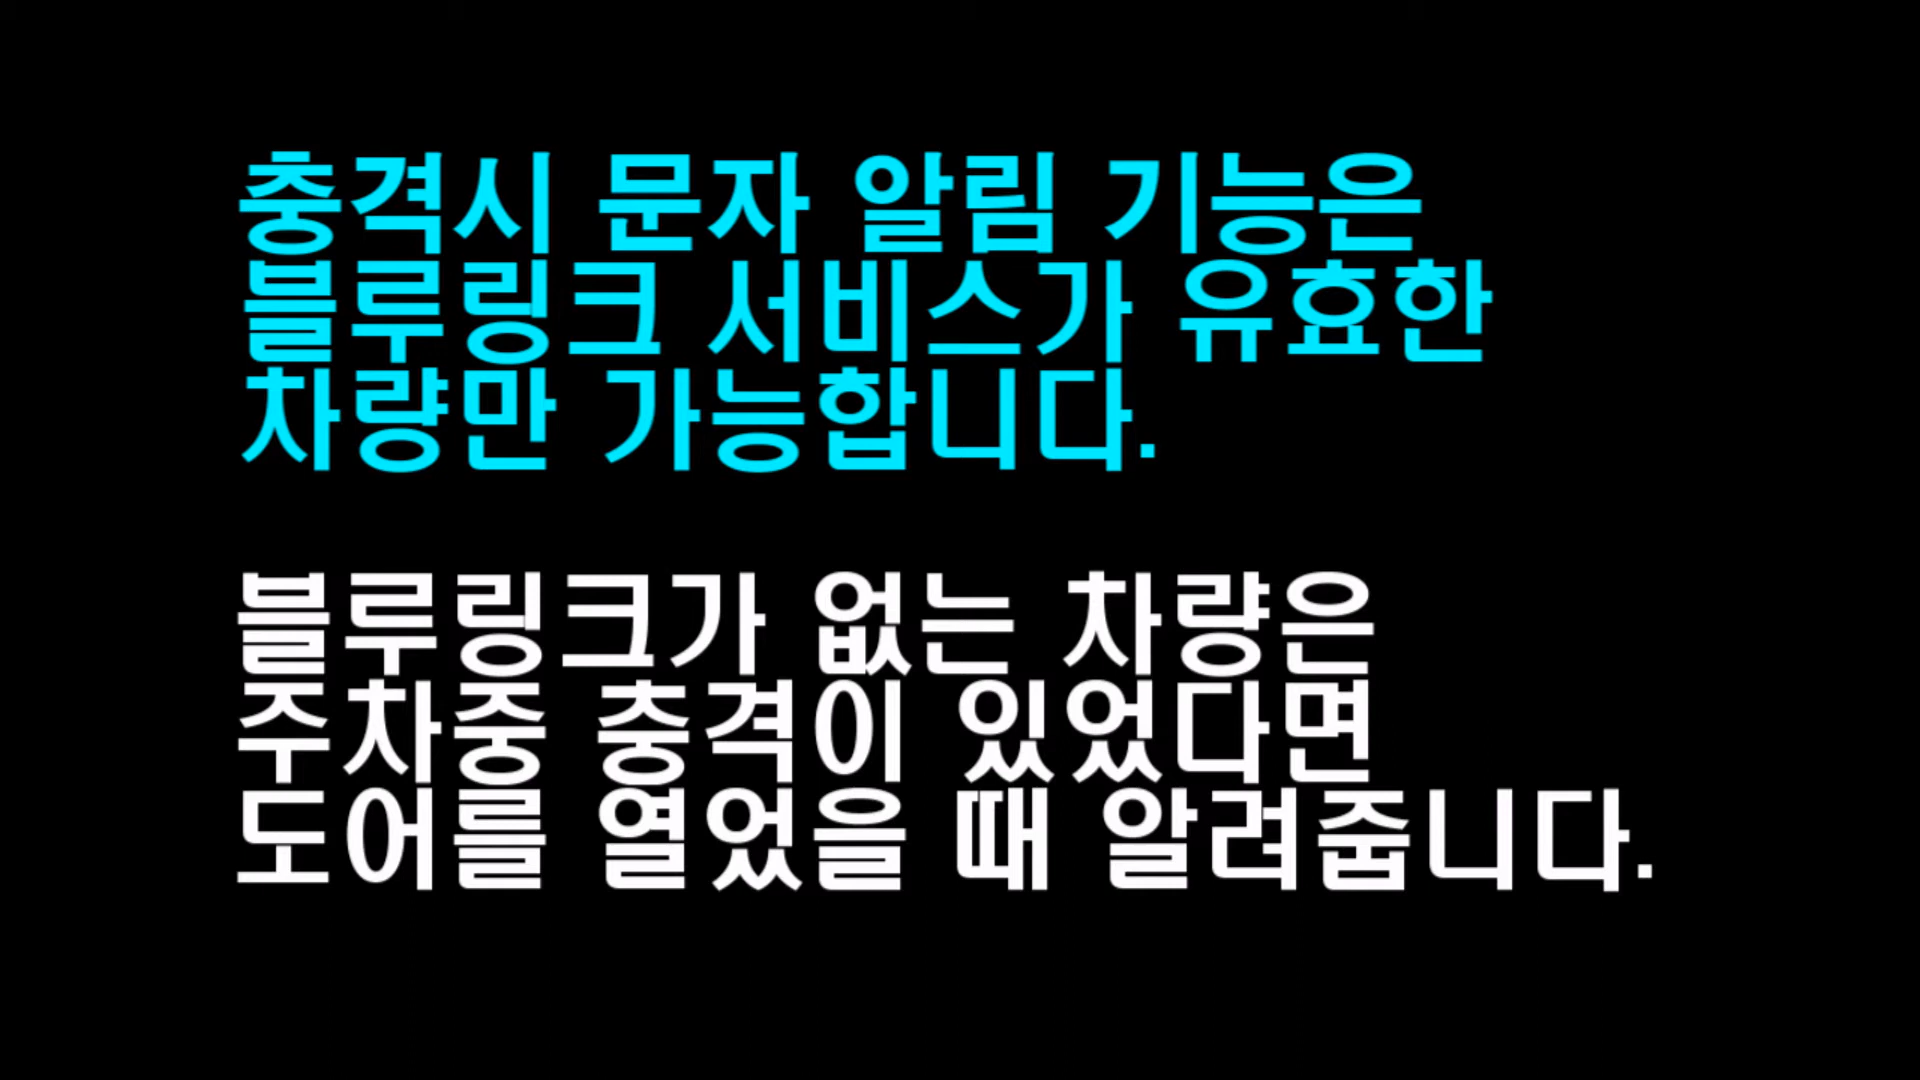 충격시 문자 알림 기능은
블루링크 서비스가 유효한
차량만 가능합니다.
블루링크가 없는 차량은
주차중 충격이 있었다면
도어를 열었을 때 알려줍니다.